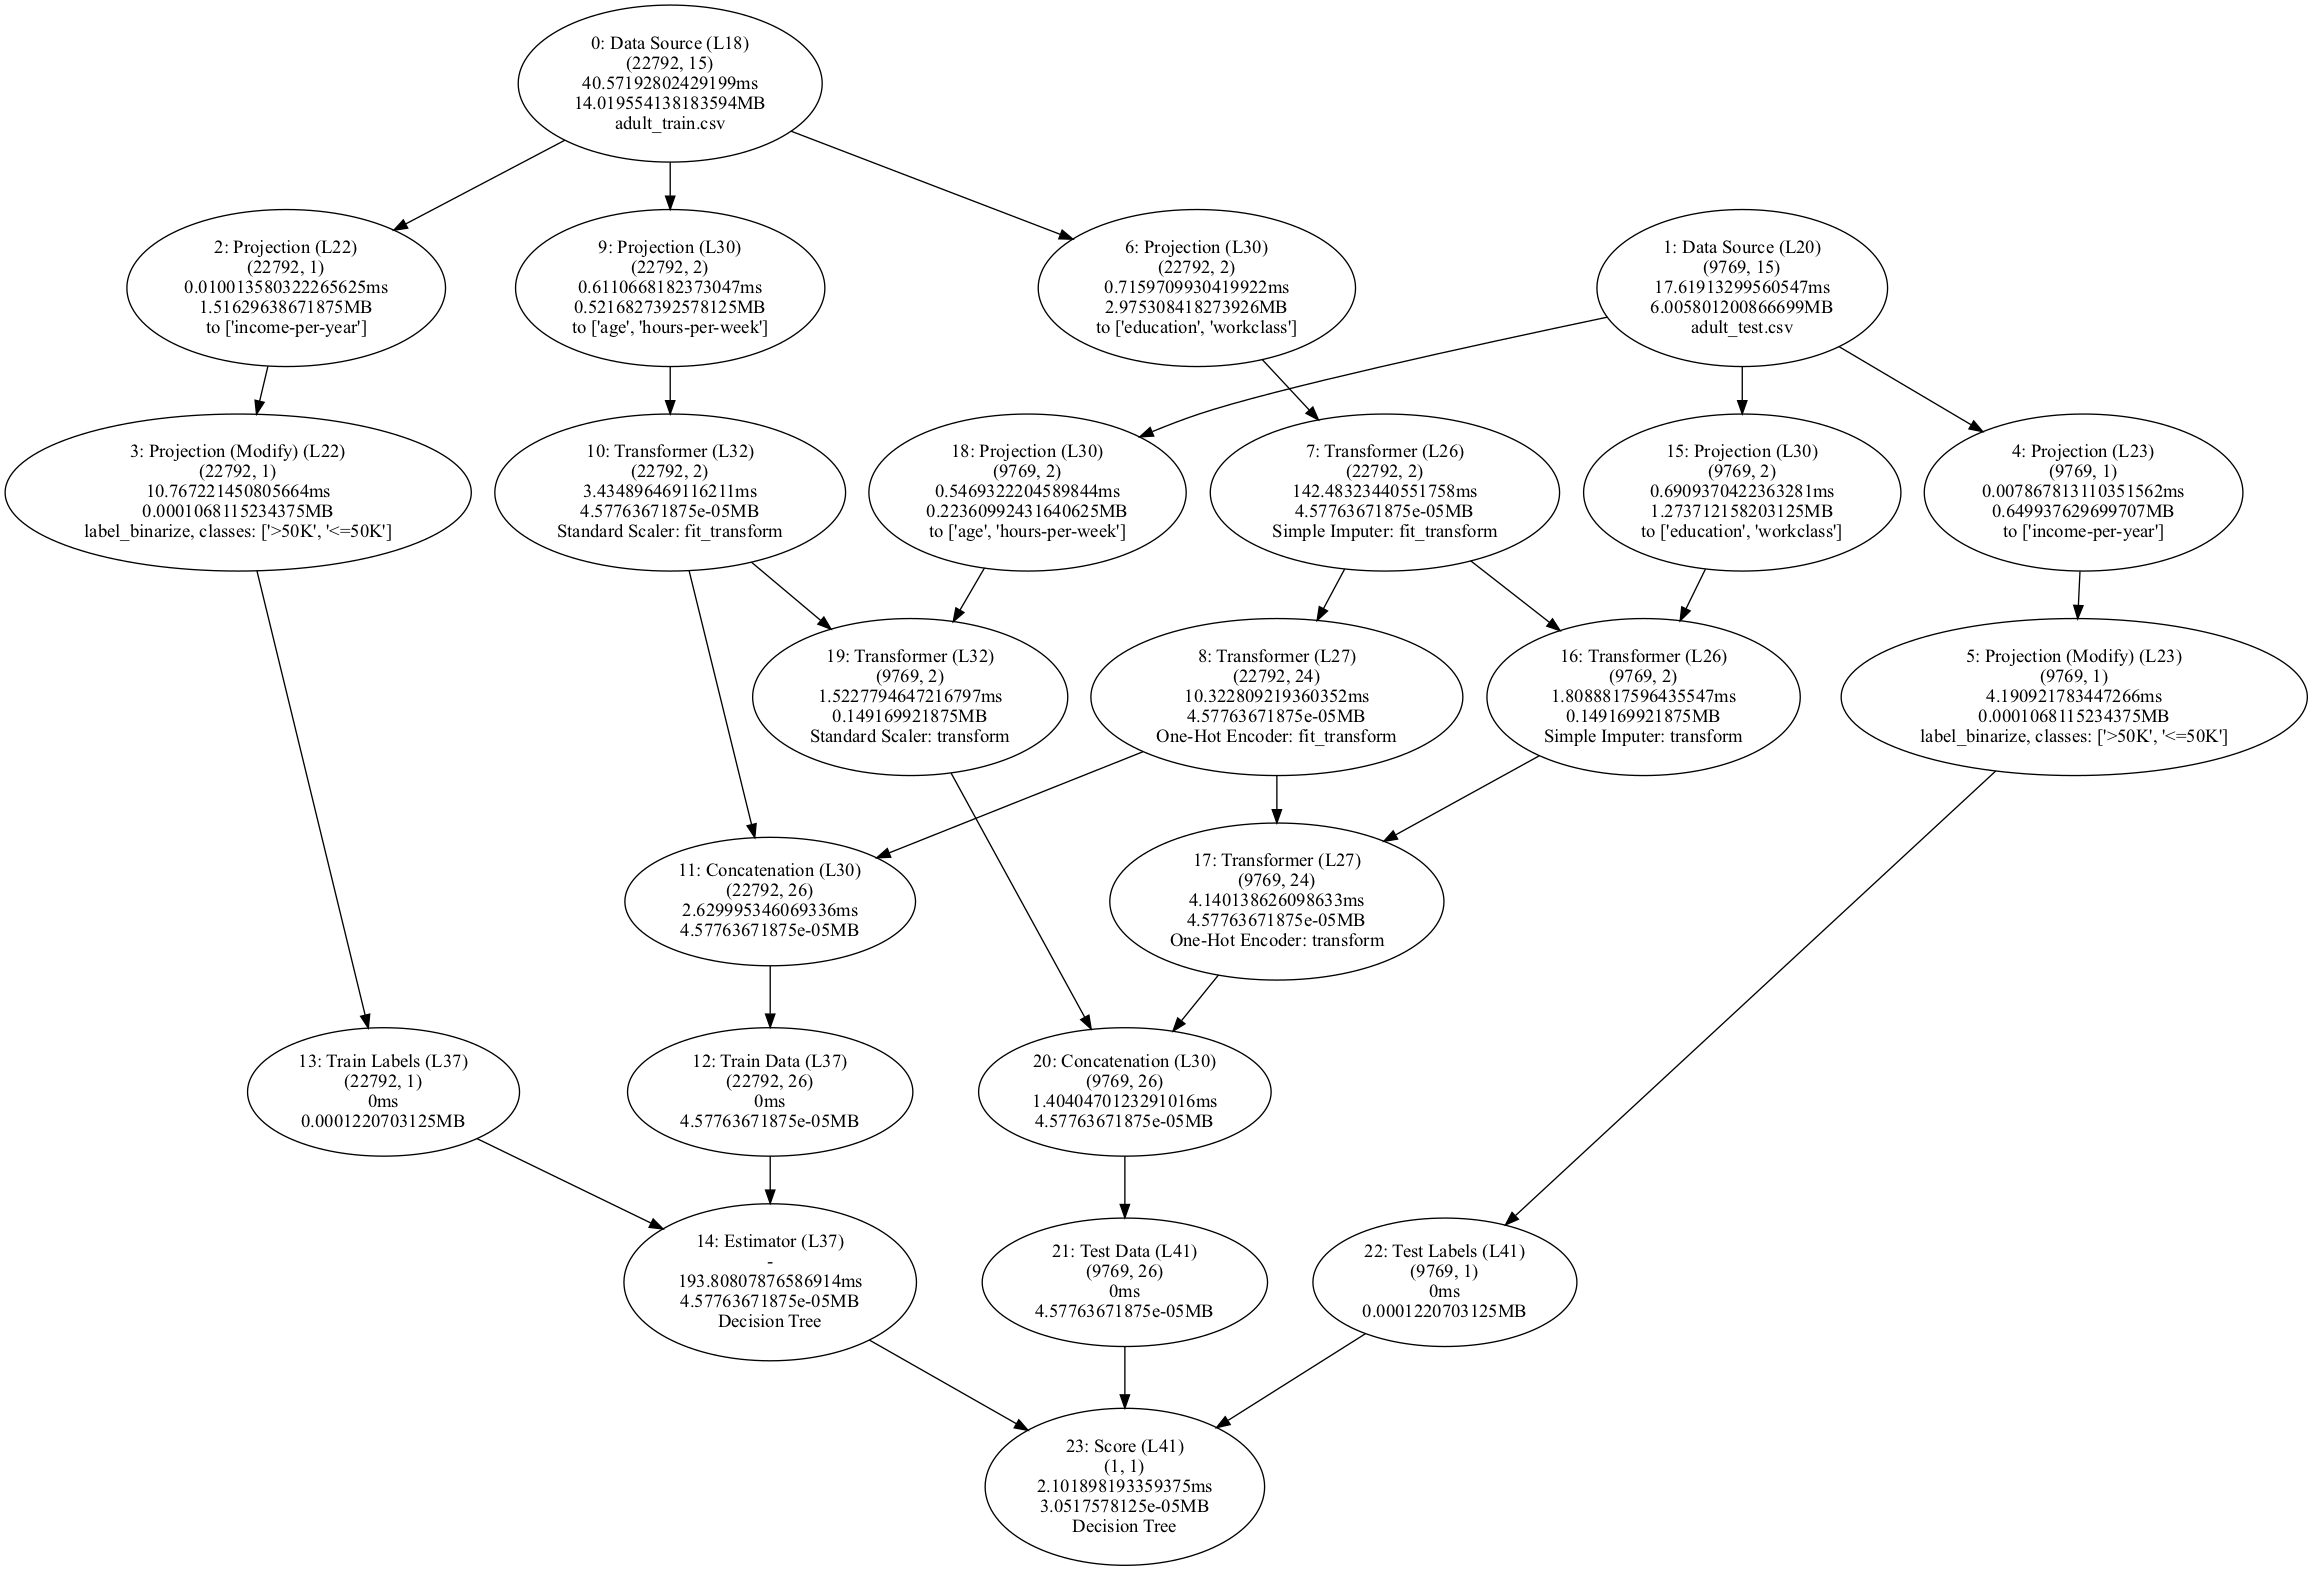 0: Data Source (L18)
(22792, 15)
40.57192802429199ms
14.019554138183594MB
adult_train.csv
2: Projection (L22)
(22792, 1)
0.010013580322265625ms
1.51629638671875MB
to ['income-per-year']
9: Projection (L30)
(22792, 2)
0.6110668182373047ms
0.5216827392578125MB
to ['age', 'hours-per-week']
6: Projection (L30)
(22792, 2)
0.7159709930419922ms
2.975308418273926MB
to ['education', 'workclass']
1: Data Source (L20)
(9769, 15)
17.61913299560547ms
6.005801200866699MB
adult_test.csv
3: Projection (Modify) (L22)
(22792, 1)
10.767221450805664ms
0.0001068115234375MB
label_binarize, classes: ['>50K', '<=50K']
10: Transformer (L32)
(22792, 2)
3.434896469116211ms
4.57763671875e-05MB
Standard Scaler: fit_transform
18: Projection (L30)
(9769, 2)
0.5469322204589844ms
0.22360992431640625MB
to ['age', 'hours-per-week']
7: Transformer (L26)
(22792, 2)
142.48323440551758ms
4.57763671875e-05MB
Simple Imputer: fit_transform
15: Projection (L30)
(9769, 2)
0.6909370422363281ms
1.273712158203125MB
to ['education', 'workclass']
4: Projection (L23)
(9769, 1)
0.007867813110351562ms
0.649937629699707MB
to ['income-per-year']
19: Transformer (L32)
(9769, 2)
1.5227794647216797ms
0.149169921875MB
Standard Scaler: transform
8: Transformer (L27)
(22792, 24)
10.322809219360352ms
4.57763671875e-05MB
One-Hot Encoder: fit_transform
16: Transformer (L26)
(9769, 2)
1.8088817596435547ms
0.149169921875MB
Simple Imputer: transform
5: Projection (Modify) (L23)
(9769, 1)
4.190921783447266ms
0.0001068115234375MB
label_binarize, classes: ['>50K', '<=50K']
11: Concatenation (L30)
(22792, 26)
2.629995346069336ms
4.57763671875e-05MB
17: Transformer (L27)
(9769, 24)
4.140138626098633ms
4.57763671875e-05MB
One-Hot Encoder: transform
13: Train Labels (L37)
(22792, 1)
0ms
0.0001220703125MB
12: Train Data (L37)
(22792, 26)
0ms
4.57763671875e-05MB
20: Concatenation (L30)
(9769, 26)
1.4040470123291016ms
4.57763671875e-05MB
14: Estimator (L37)
-
193.80807876586914ms
4.57763671875e-05MB
Decision Tree
21: Test Data (L41)
(9769, 26)
0ms
4.57763671875e-05MB
22: Test Labels (L41)
(9769, 1)
0ms
0.0001220703125MB
23: Score (L41)
(1, 1)
2.101898193359375ms
3.0517578125e-05MB
Decision Tree